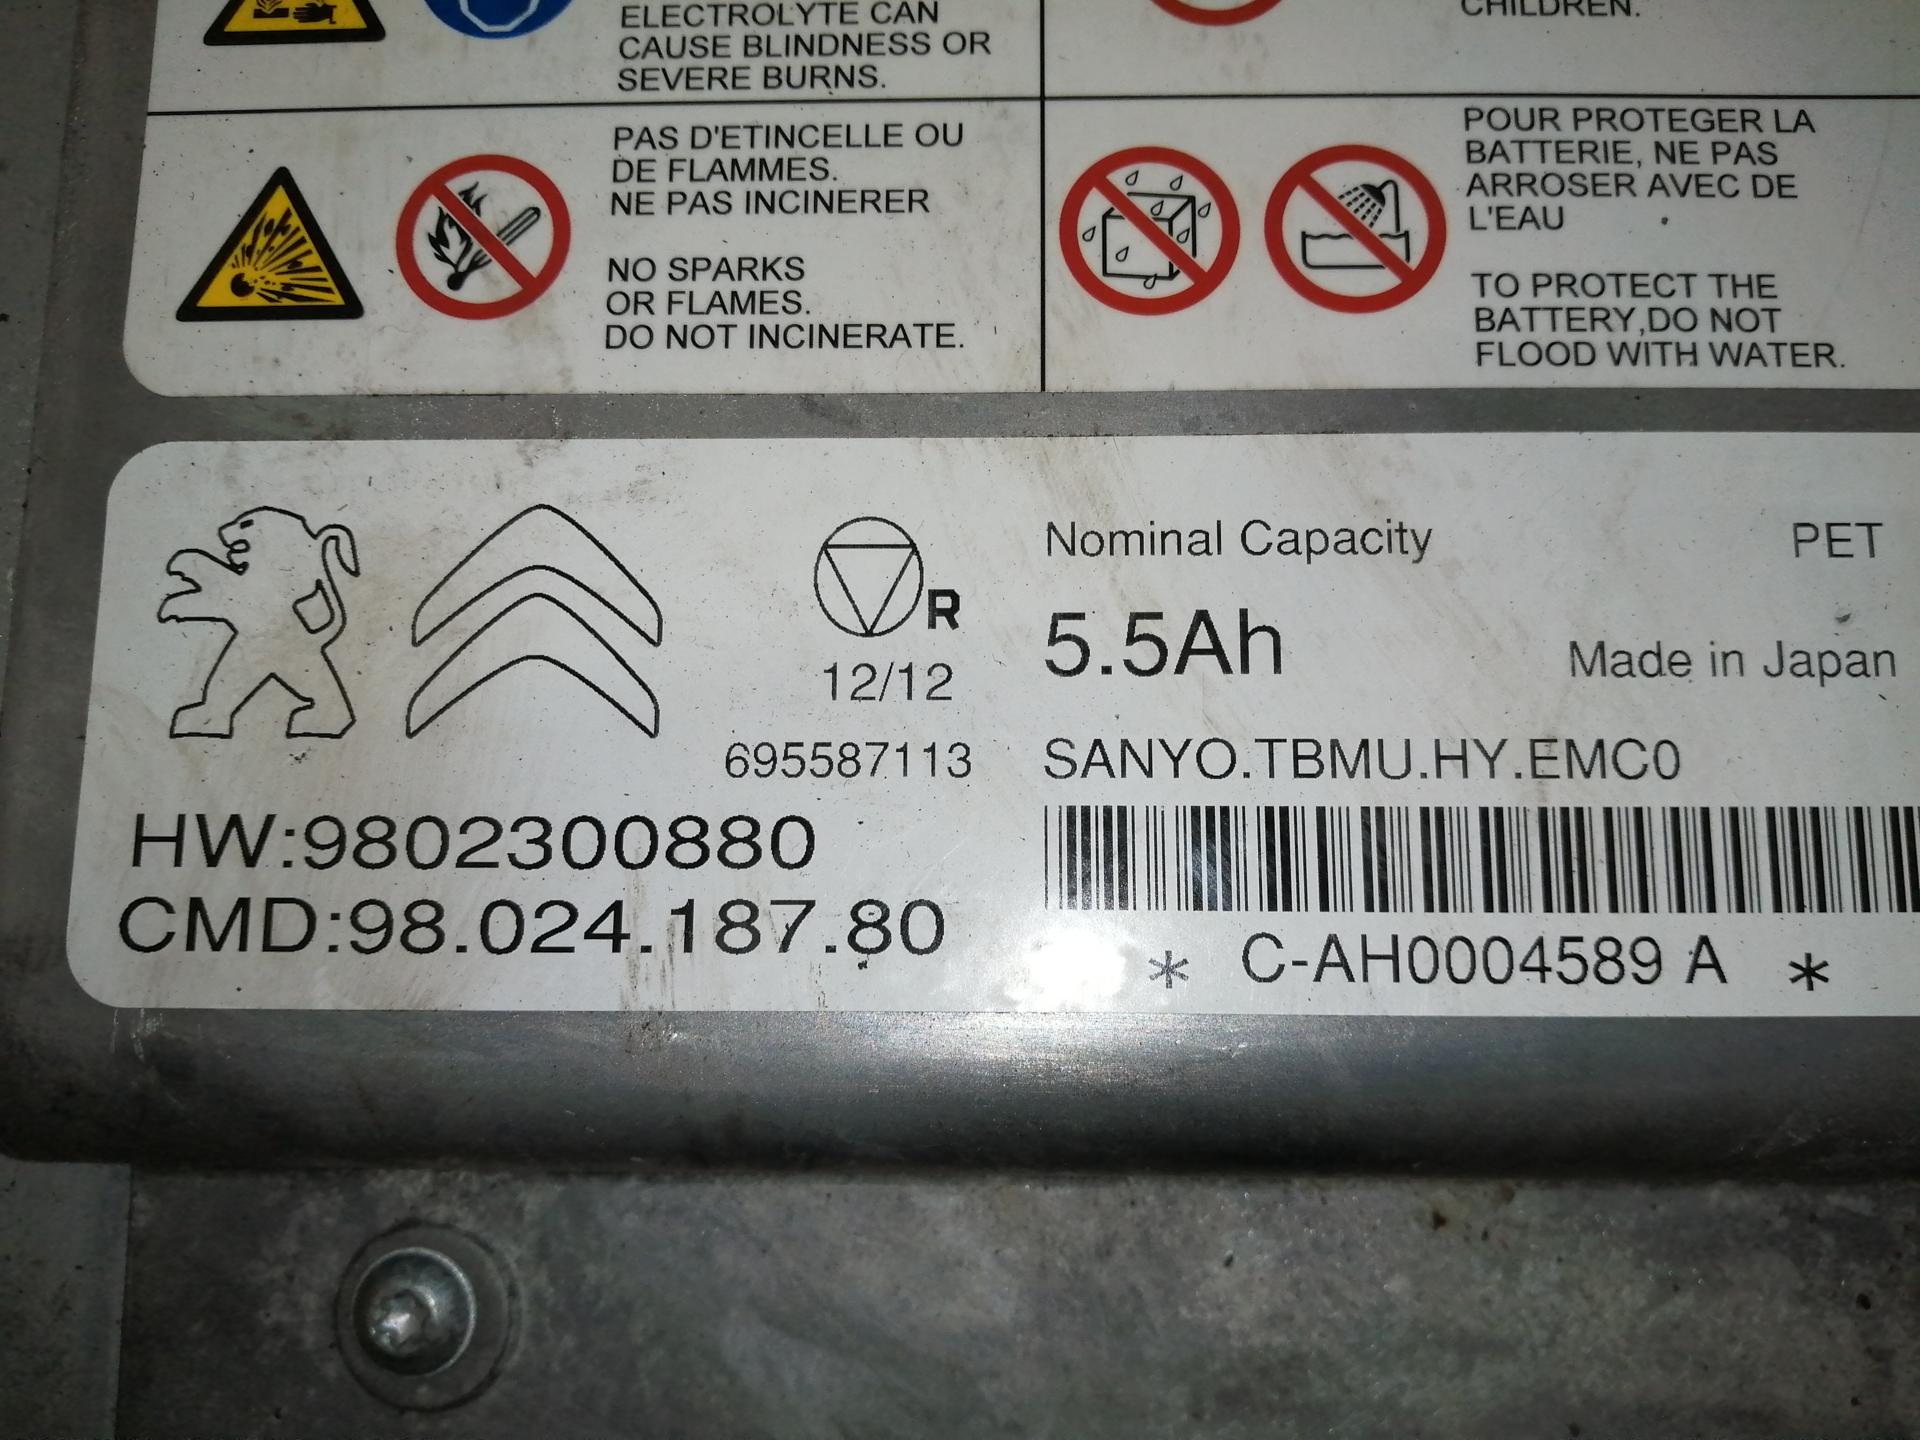 ELECTROLYTE CAN
CAUSE BLINDNESS OR
SEVERE BURNS.
CHILDREN.
PAS D'ETINCELLE OU
DE FLAMMES.
NE PAS INCINERER
NO SPARKS
OR FLAMES.
DO NOT INCINERATE.
POUR PROTEGER LA
BATTERIE, NE PAS
ARROSER AVEC DE
L'EAU
TO PROTECT THE
BATTERY,DO NOT
FLOOD WITH WATER.
R
12/12
695587113
HW:9802300880
CMD:98.024.187.80
Nominal Capacity PET
5.5Ah
Made in Japan
SANYO.TBMU.HY.EMC0
* C-AH0004589 A *